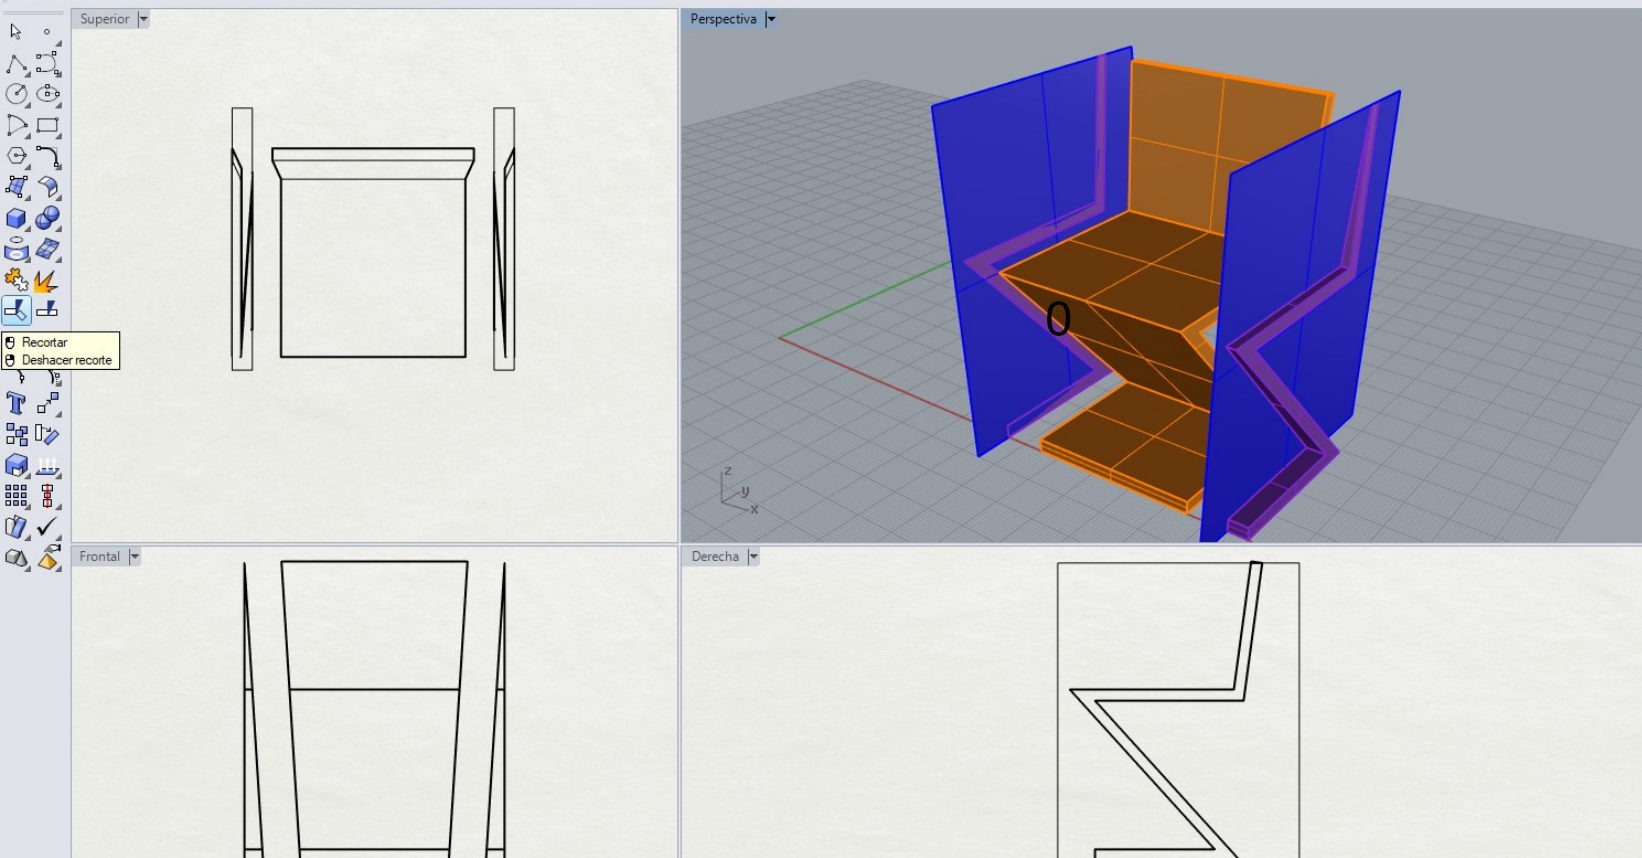 Superior
Perspectiva
0
Recortar
Deshacer recorte
z
y
x
Frontal
Derecha